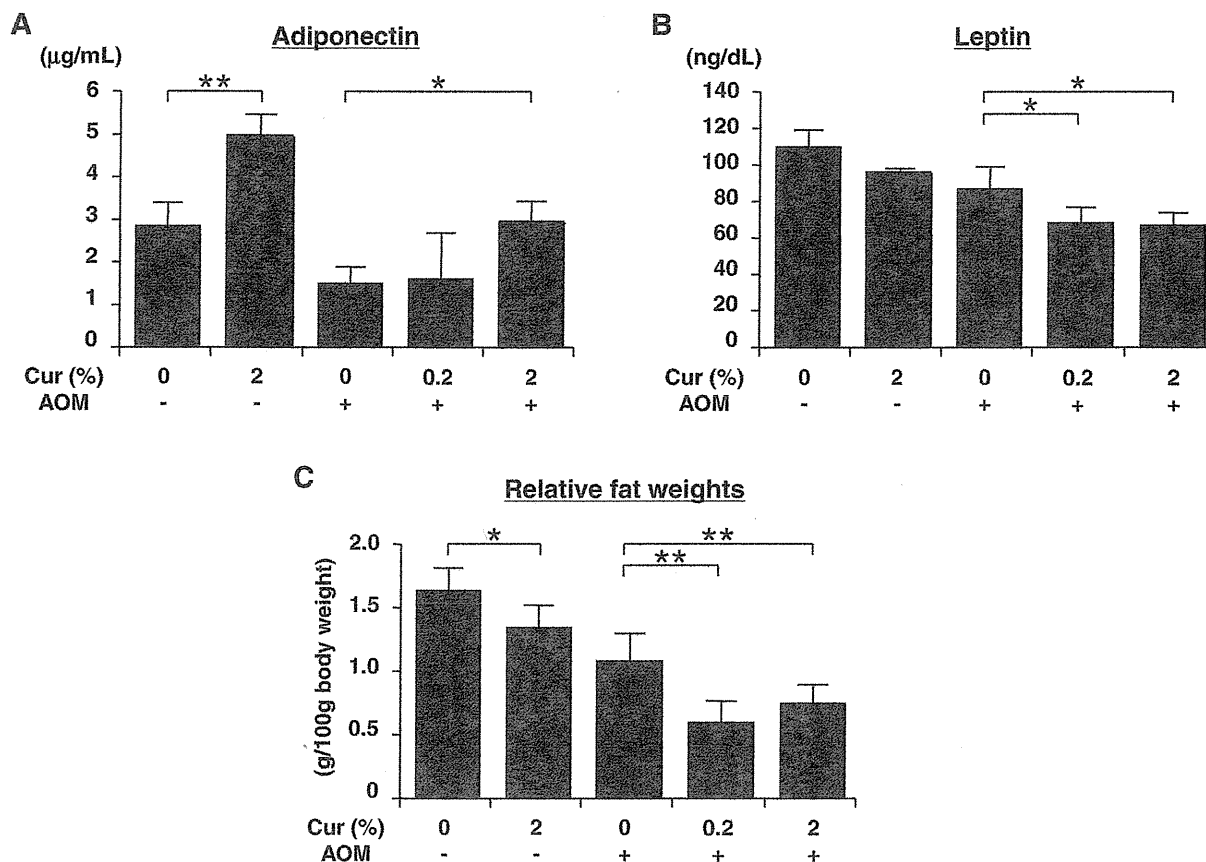 A
Adiponectin
(μg/mL)
**
*
6
5
4
3
2
1
0
Cur (%) 0 2 0 0.2 2
AOM - - + + +
B
Leptin
(ng/dL)
*
*
140
120
100
80
60
40
20
0
Cur (%) 0 2 0 0.2 2
AOM - - + + +
C
Relative fat weights
(g/100g body weight)
*
**
**
2.0
1.5
1.0
0.5
0
Cur (%) 0 2 0 0.2 2
AOM - - + + +